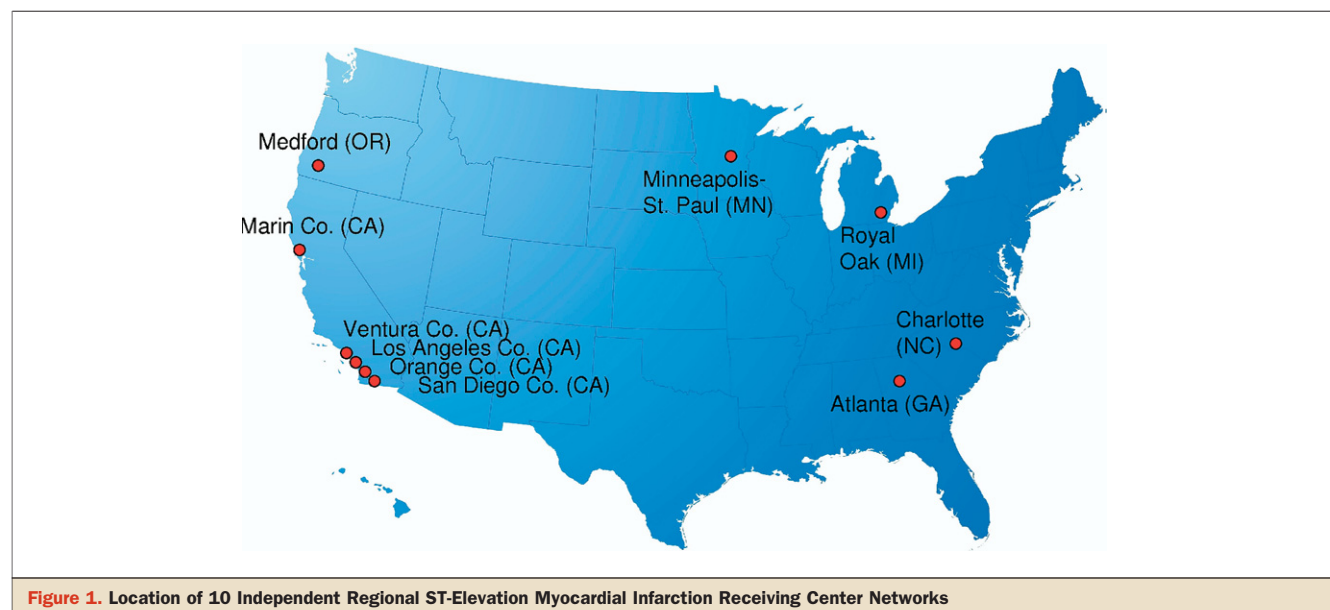 Medford (OR)
Marin Co. (CA)
Ventura Co. (CA)
Los Angeles Co. (CA)
Orange Co. (CA)
San Diego Co. (CA)
Minneapolis-
St. Paul (MN)
Royal
Oak (MI)
Charlotte
(NC)
Atlanta (GA)
Figure 1. Location of 10 Independent Regional ST-Elevation Myocardial Infarction Receiving Center Networks